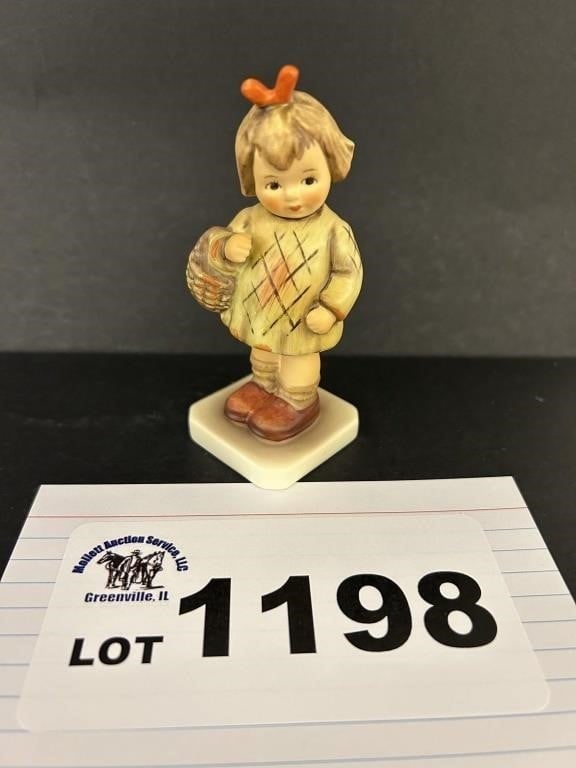 Mollett Auction Service, LLC
Greenville, IL
LOT 1198